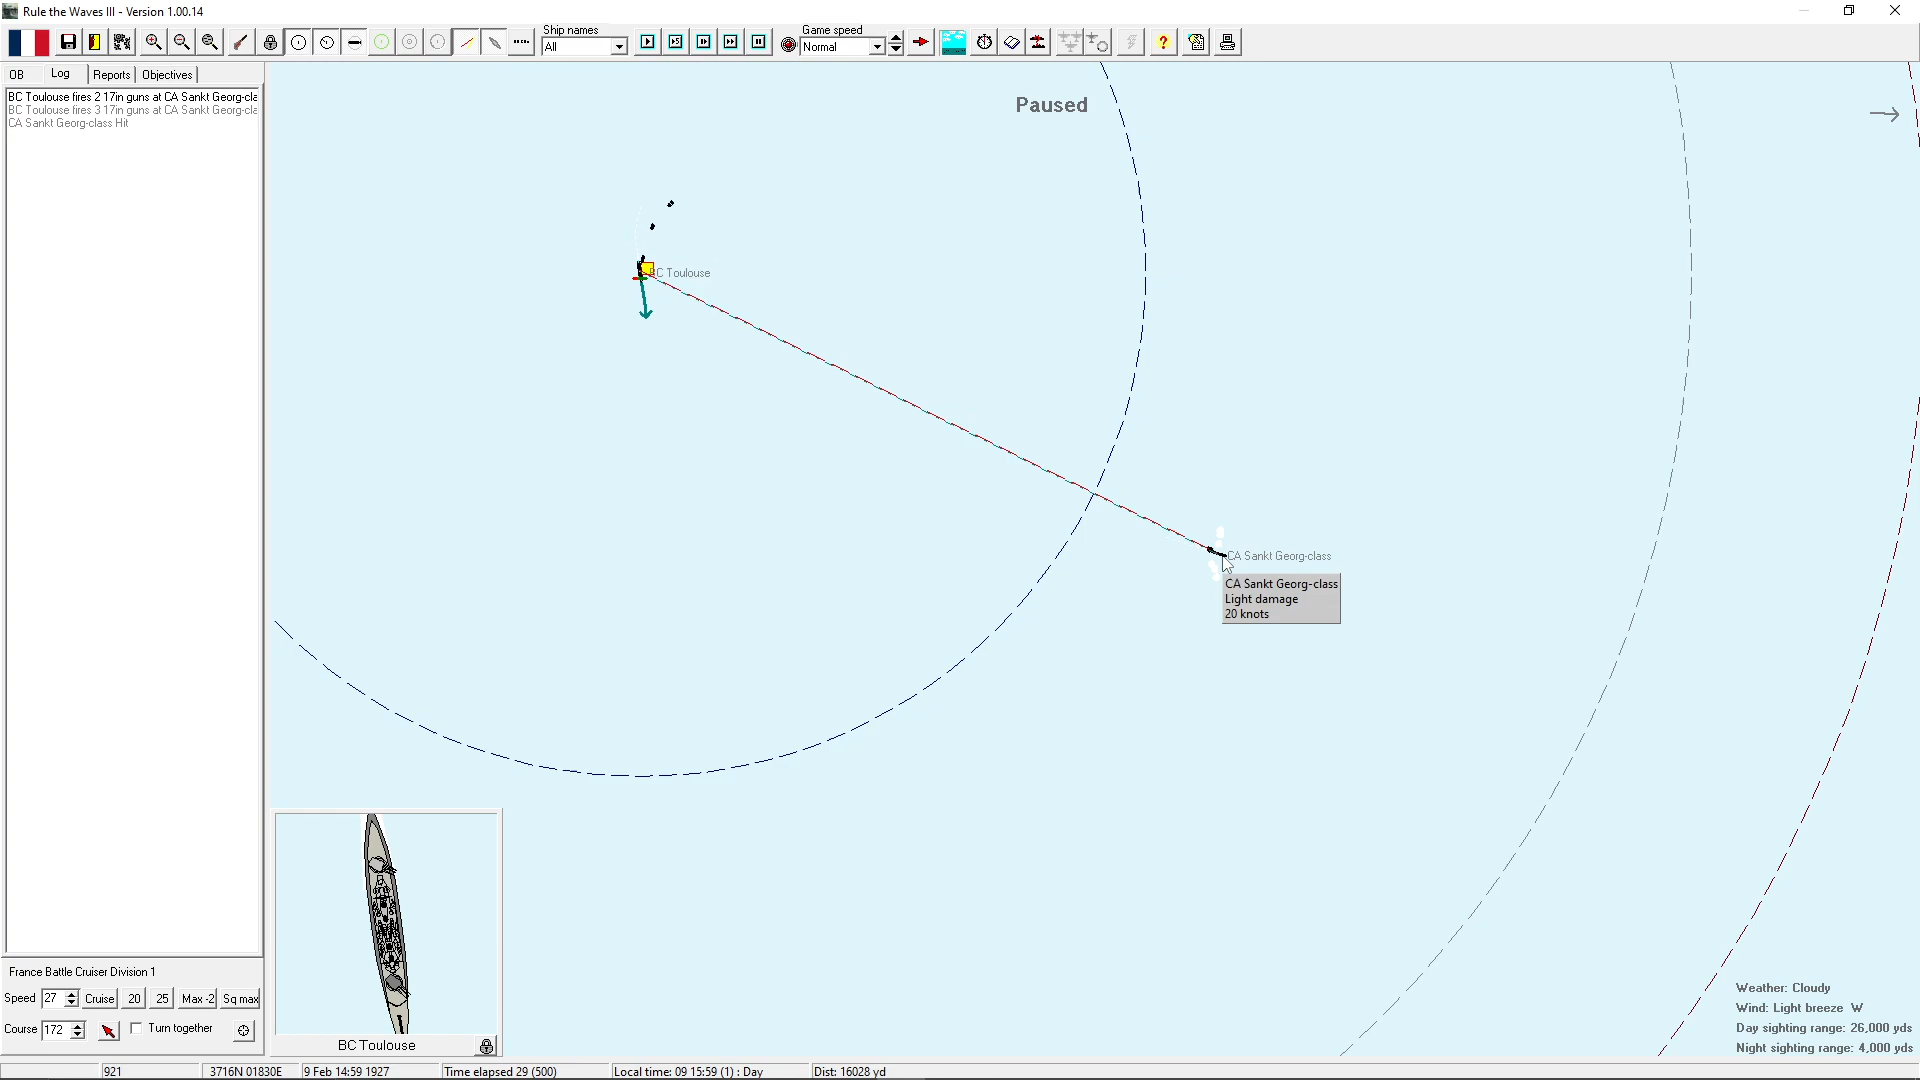 Rule the Waves III - Version 1.00.14
Ship names
All
Game speed
Normal
OB
Log
Reports
Objectives
BC Toulouse fires 2 17in guns at CA Sankt Georg-cla
BC Toulouse fires 3 17in guns at CA Sankt Georg-cla
CA Sankt Georg-class Hit
Paused
BC Toulouse
CA Sankt Georg-class
CA Sankt Georg-class
Light damage
20 knots
BC Toulouse
France Battle Cruiser Division 1
Speed 27 Cruise 20 25 Max -2 Sq max
Course 172 Turn together
Weather: Cloudy
Wind: Light breeze W
Day sighting range: 26,000 yds
Night sighting range: 4,000 yds
921 3716N 01830E 9 Feb 14:59 1927 Time elapsed 29 (500) Local time: 09 15:59 (1) : Day Dist: 16028 yd